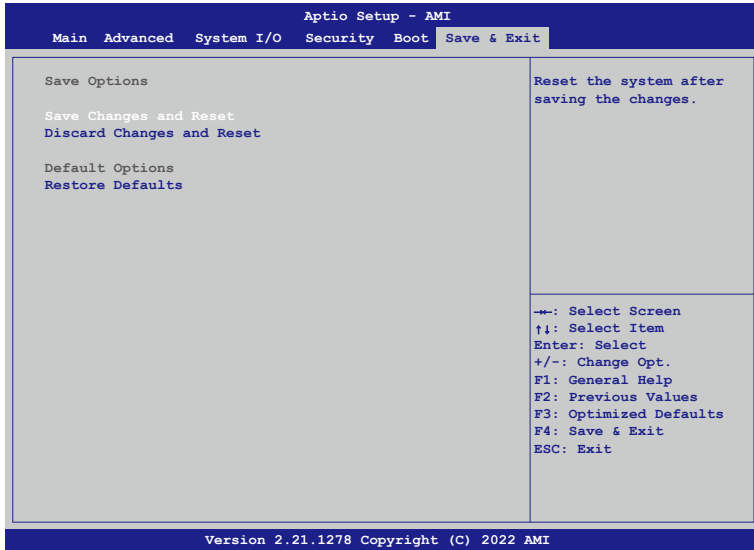 Aptio Setup - AMI
Main Advanced System I/O Security Boot Save & Exit
Save Options
Save Changes and Reset
Discard Changes and Reset
Default Options
Restore Defaults
Reset the system after
saving the changes.
→←: Select Screen
↑↓: Select Item
Enter: Select
+/-: Change Opt.
F1: General Help
F2: Previous Values
F3: Optimized Defaults
F4: Save & Exit
ESC: Exit
Version 2.21.1278 Copyright (C) 2022 AMI